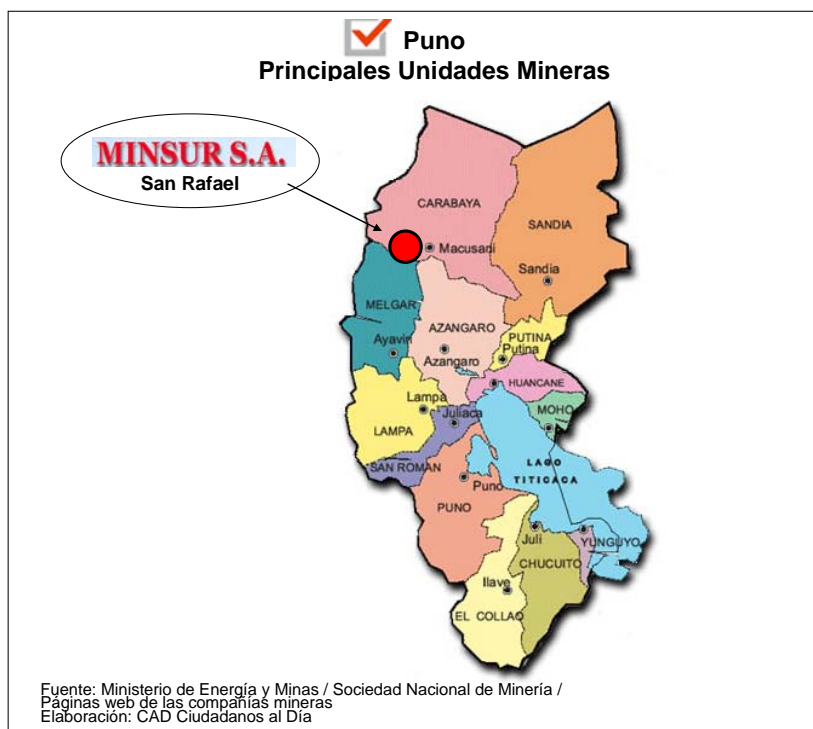 Puno
Principales Unidades Mineras
MINSUR S.A.
San Rafael
CARABAYA
SANDIA
Macusani
Sandia
MELGAR
AZANGARO
PUTINA
Putina
Ayaviri
Azangaro
HUANCANE
Lampa
MOHO
Juliaca
LAMPA
LAGO
TITICACA
SAN ROMAN
Puno
PUNO
Juli
YUNGUYO
CHUCUITO
Ilave
EL COLLAO
Fuente: Ministerio de Energía y Minas / Sociedad Nacional de Minería /
Páginas web de las compañías mineras
Elaboración: CAD Ciudadanos al Día